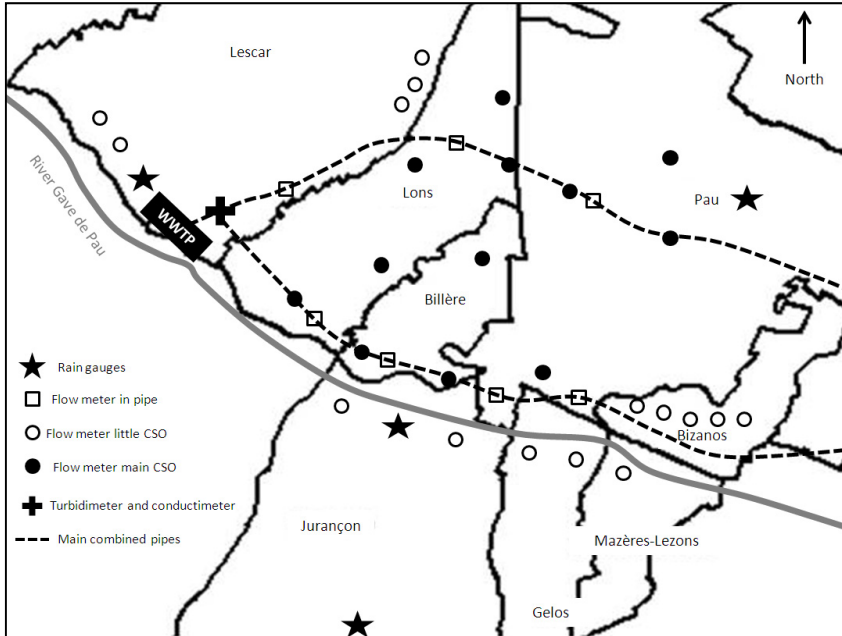 Lescar
North
River Gave de Pau
Lons
Pau
WWTP
Billère
Rain gauges
Flow meter in pipe
Flow meter little CSO
Flow meter main CSO
Bizanos
Turbidimeter and conductimeter
Jurançon
Main combined pipes
Mazères-Lezons
Gelos